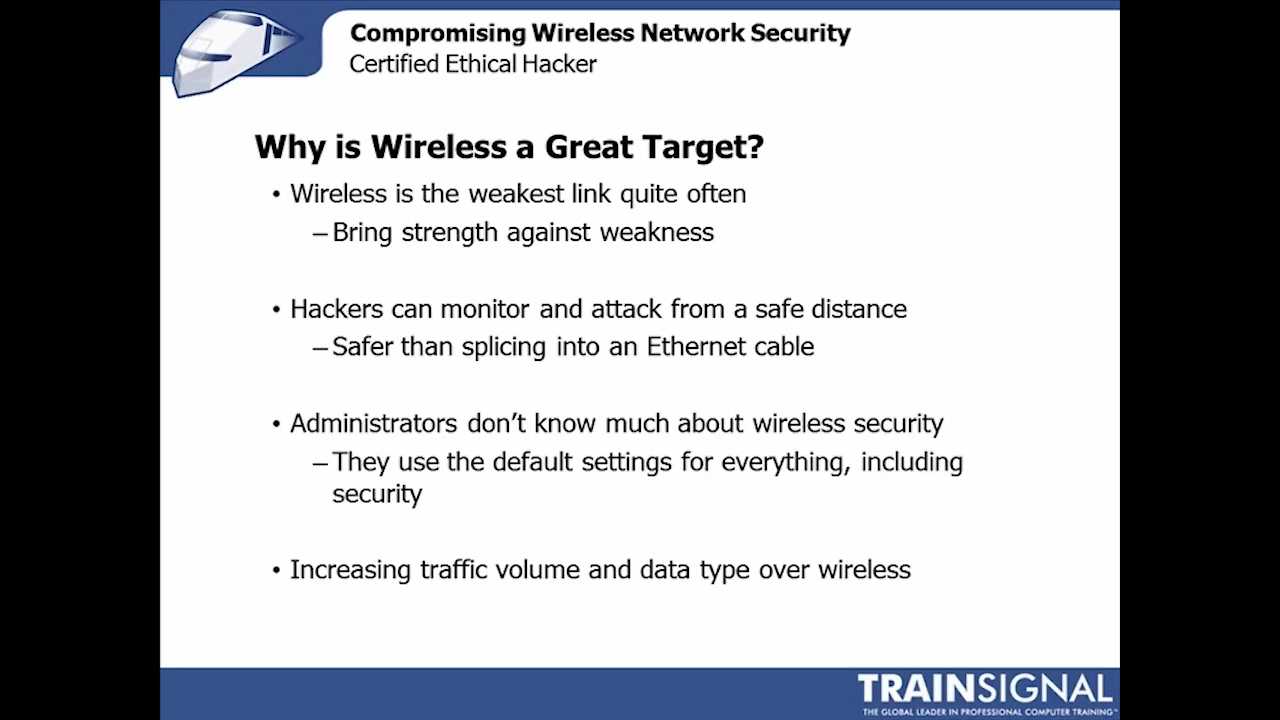 Compromising Wireless Network Security
Certified Ethical Hacker
Why is Wireless a Great Target?
• Wireless is the weakest link quite often
– Bring strength against weakness
• Hackers can monitor and attack from a safe distance
– Safer than splicing into an Ethernet cable
• Administrators don’t know much about wireless security
– They use the default settings for everything, including
security
• Increasing traffic volume and data type over wireless
TRAINSIGNAL
THE GLOBAL LEADER IN PROFESSIONAL COMPUTER TRAINING™